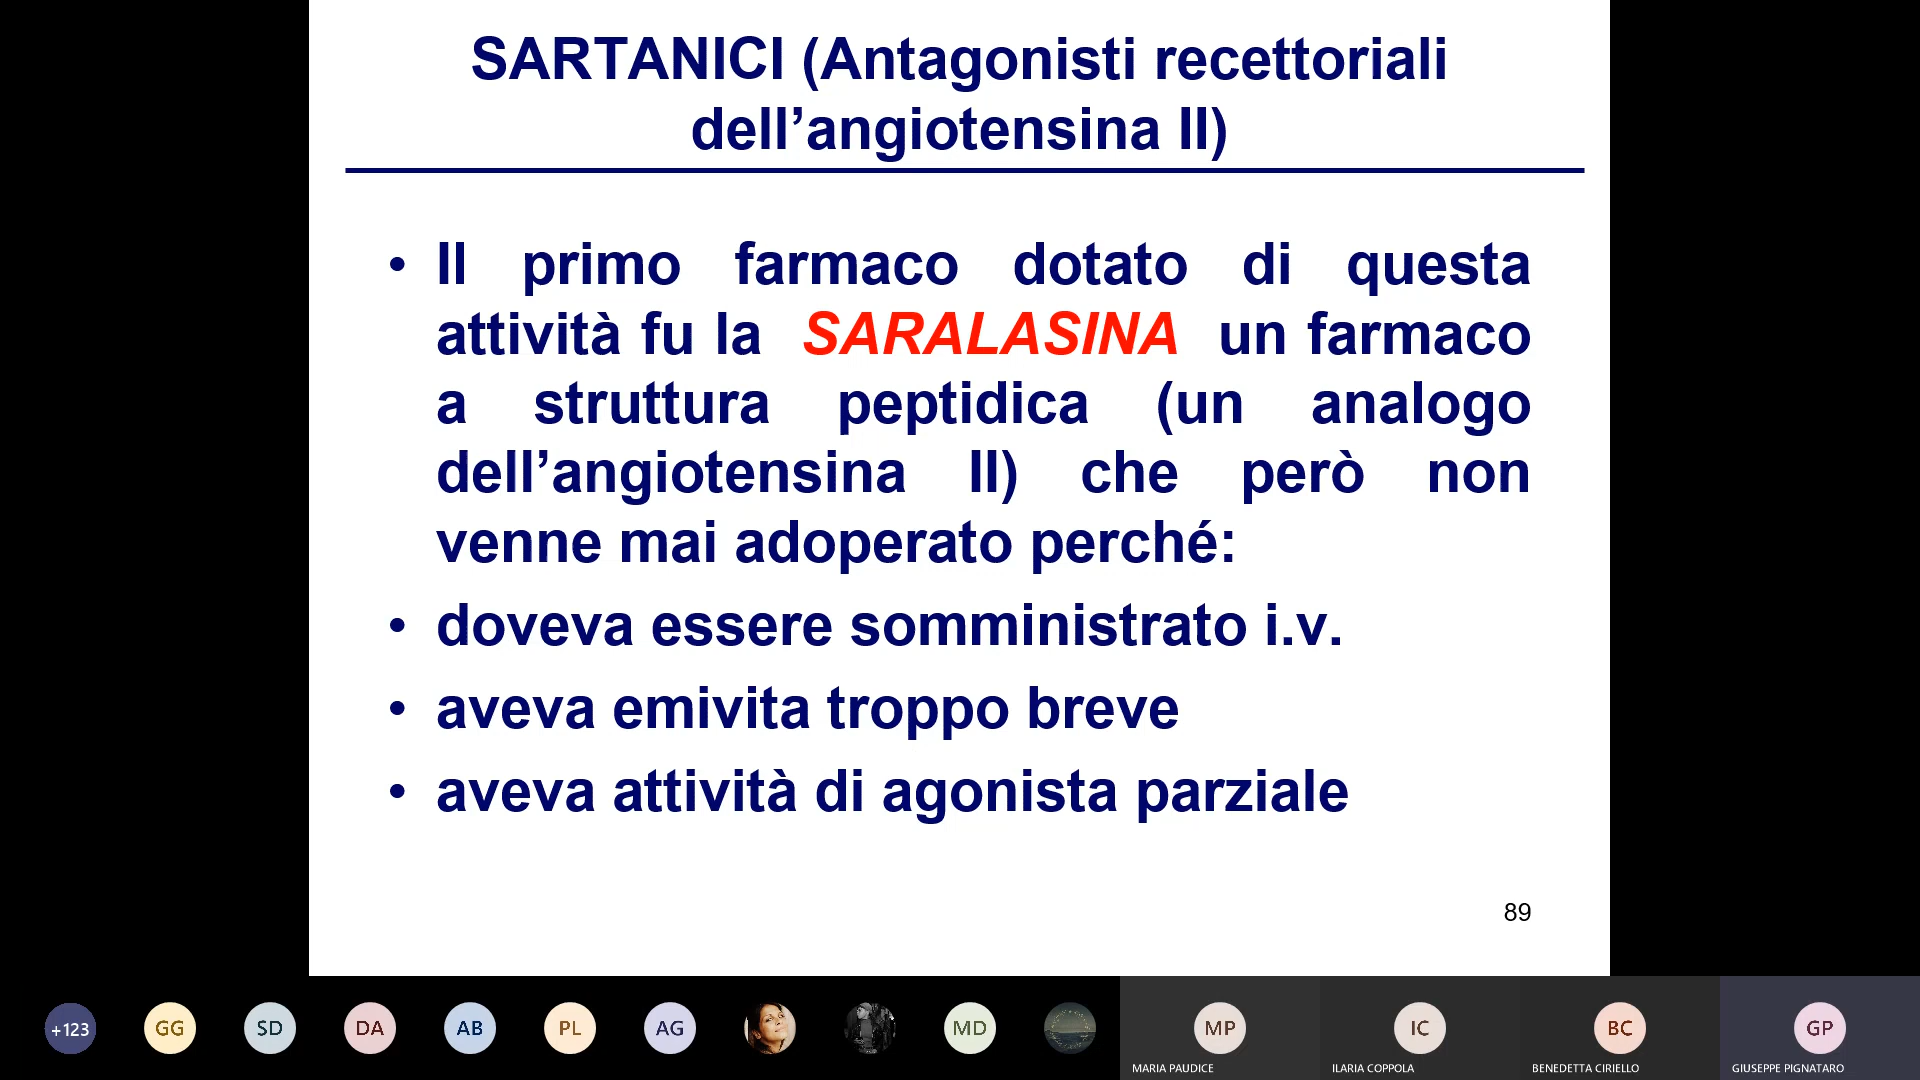 SARTANICI (Antagonisti recettoriali
dell’angiotensina II)
• Il primo farmaco dotato di questa
attività fu la SARALASINA un farmaco
a struttura peptidica (un analogo
dell’angiotensina II) che però non
venne mai adoperato perché:
• doveva essere somministrato i.v.
• aveva emivita troppo breve
• aveva attività di agonista parziale
89
+123 GG SD DA AB PL AG MD MP IC BC GP
MARIA PAUDICE ILARIA COPPOLA BENEDETTA CIRIELLO GIUSEPPE PIGNATARO